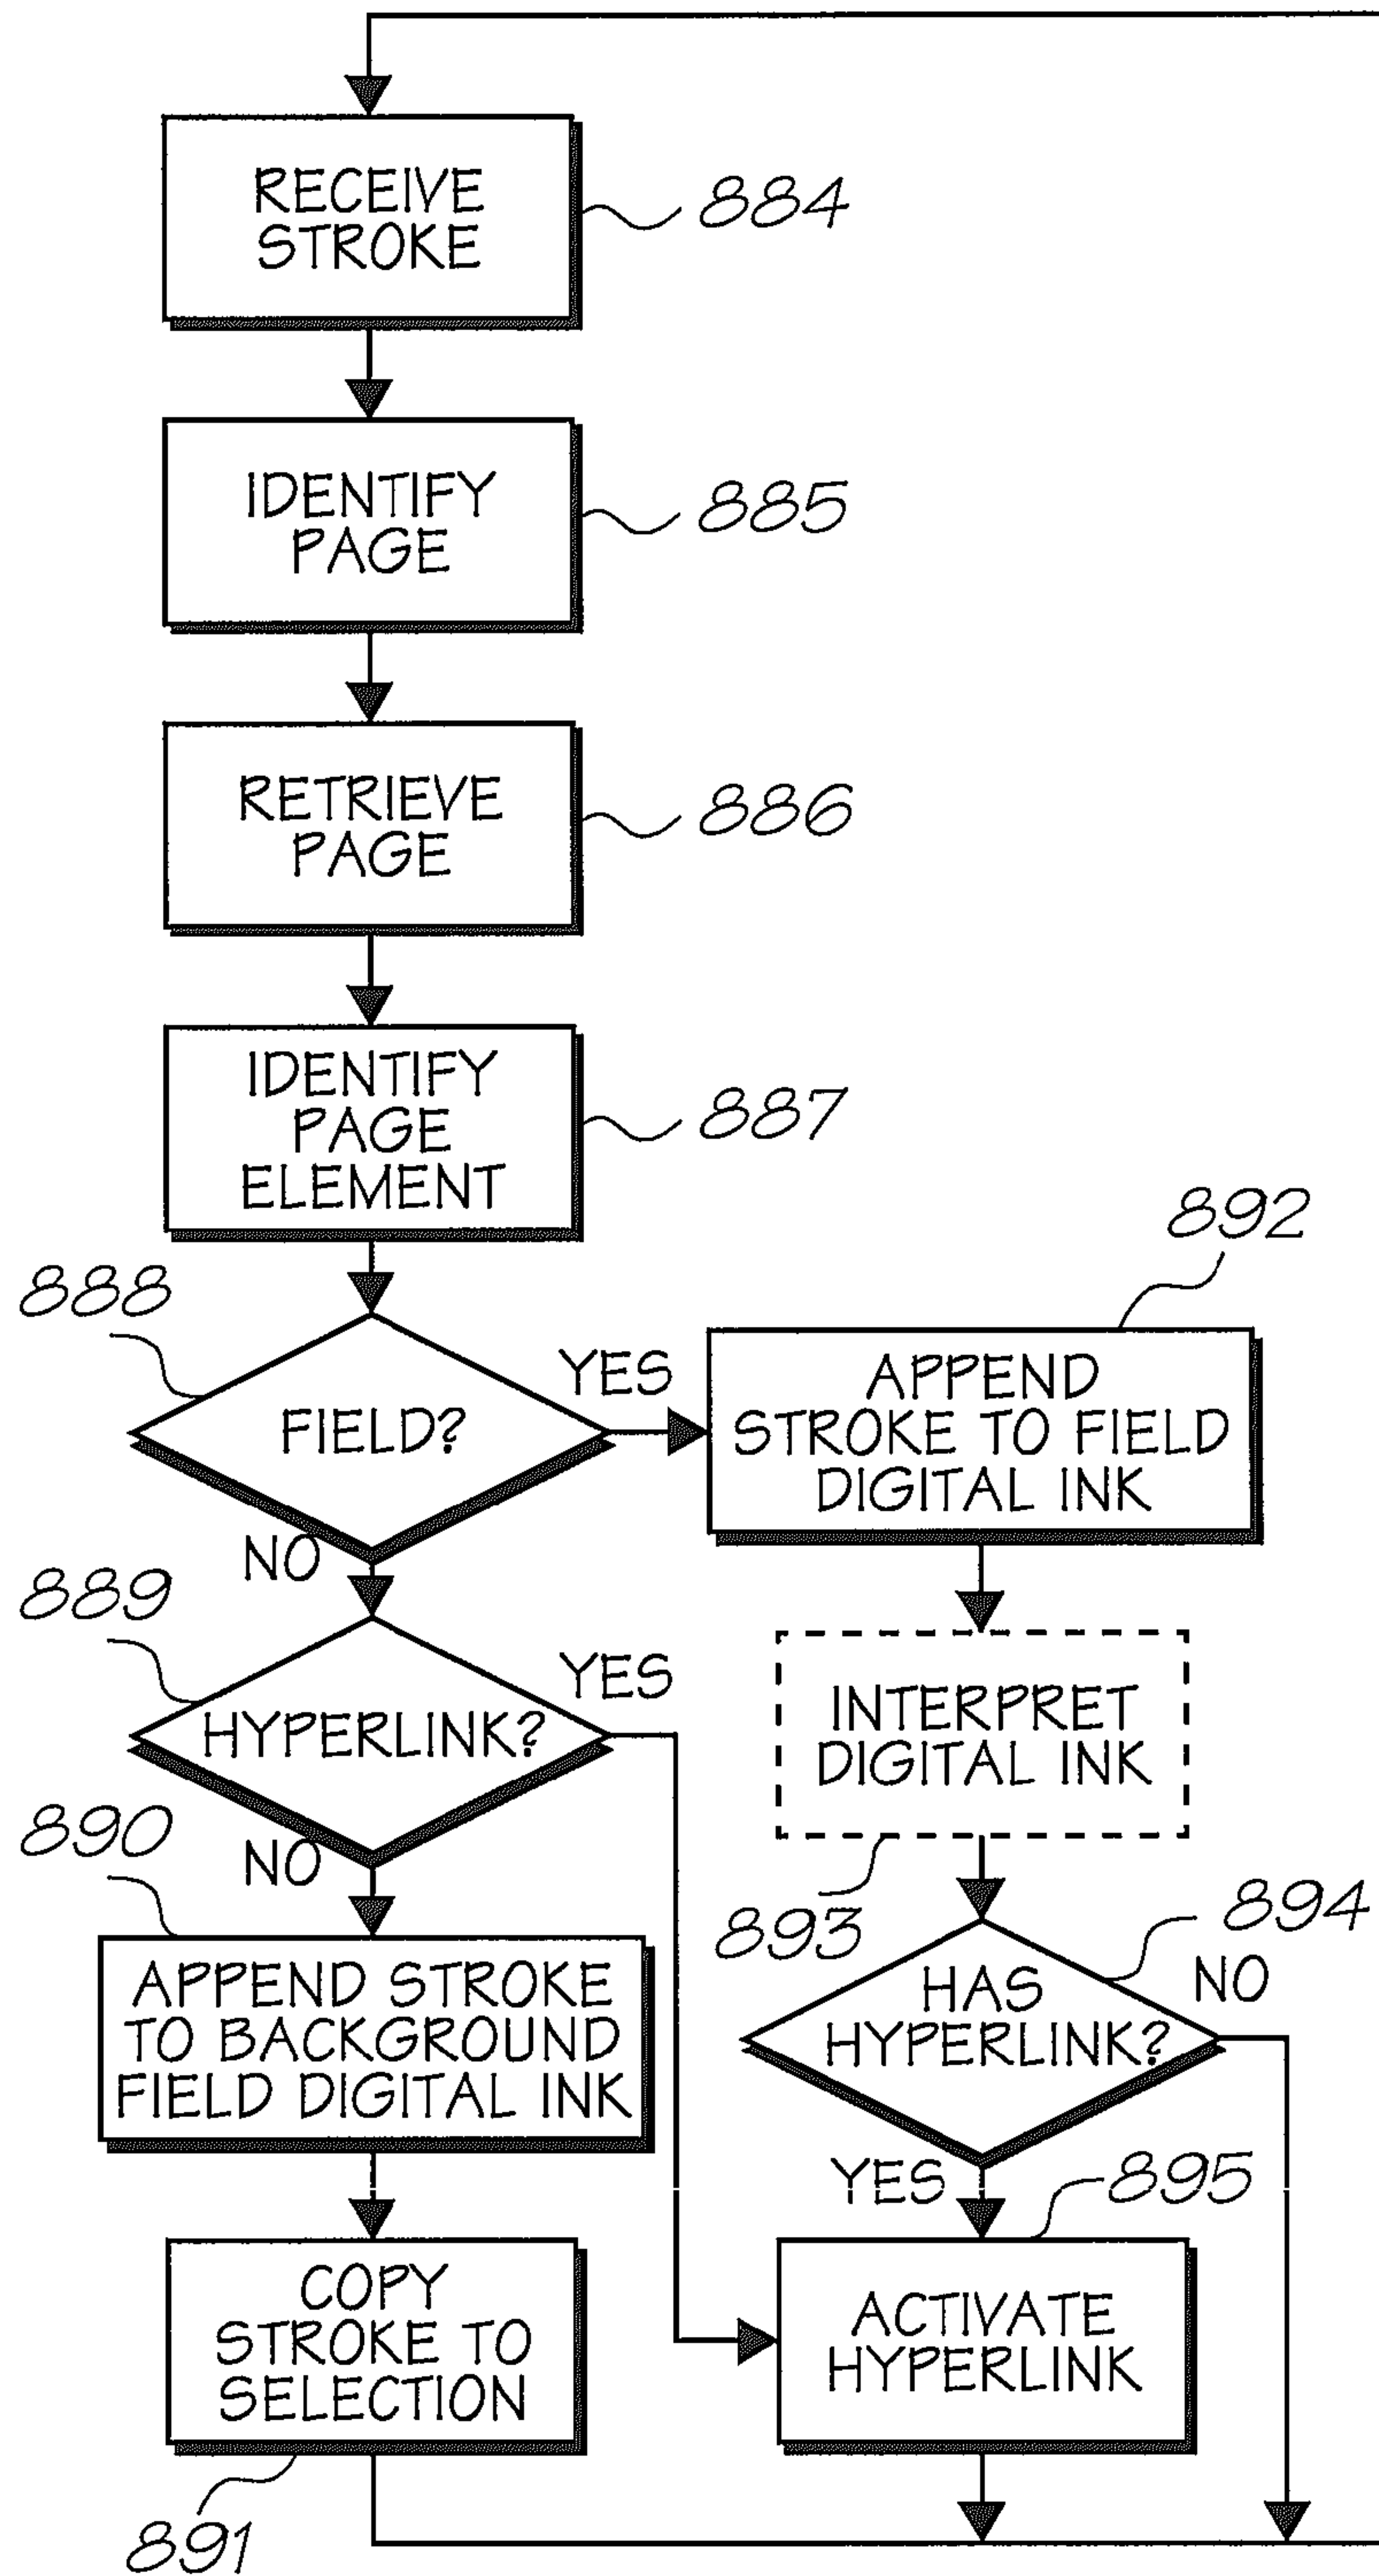 RECEIVE
STROKE
884
IDENTIFY
PAGE
885
RETRIEVE
PAGE
886
IDENTIFY
PAGE
ELEMENT
887
888
FIELD?
YES
NO
892
APPEND
STROKE TO FIELD
DIGITAL INK
889
HYPERLINK?
YES
NO
INTERPRET
DIGITAL INK
893
890
APPEND STROKE
TO BACKGROUND
FIELD DIGITAL INK
894
HAS
HYPERLINK?
NO
YES
895
COPY
STROKE TO
SELECTION
891
ACTIVATE
HYPERLINK